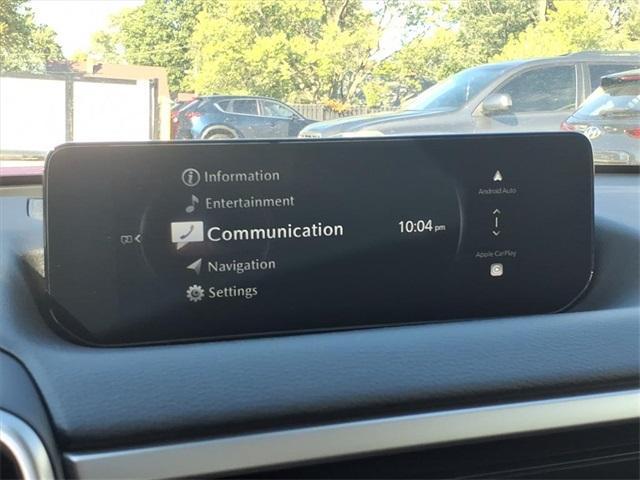 Information
Entertainment
Communication
10:04 pm
Navigation
Settings
Android Auto
Apple CarPlay